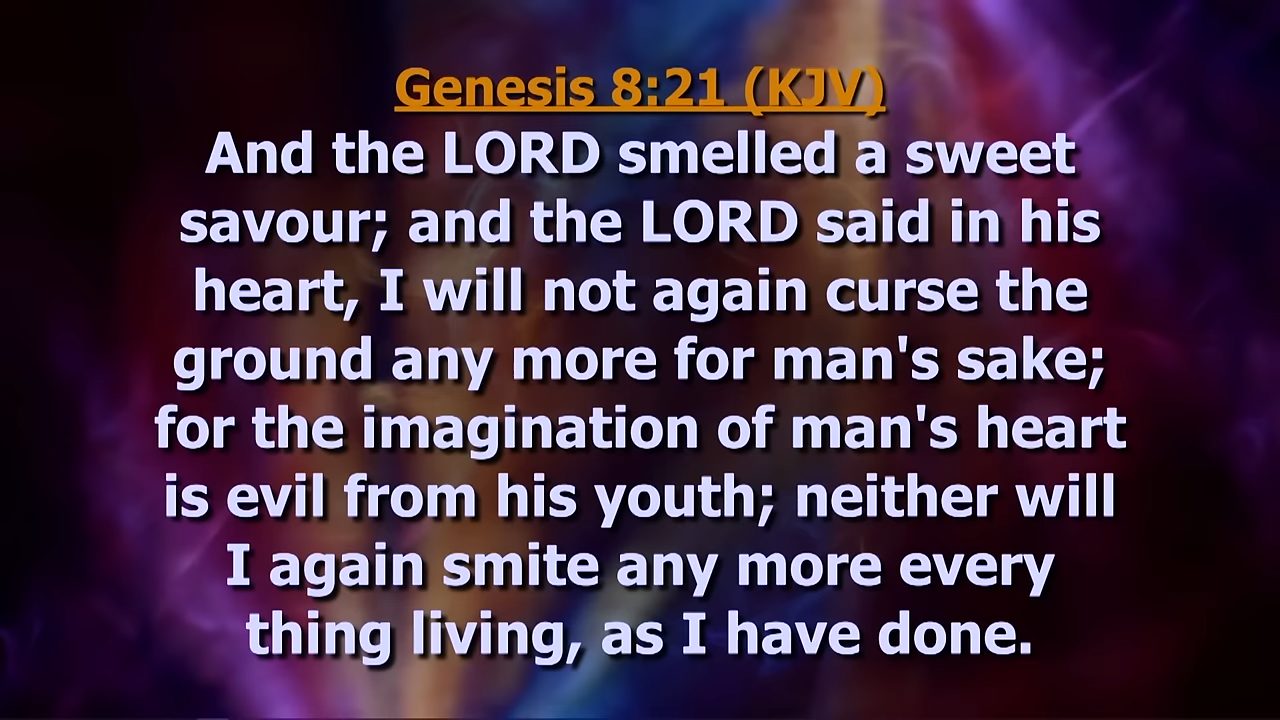 Genesis 8:21 (KJV)
And the LORD smelled a sweet
savour; and the LORD said in his
heart, I will not again curse the
ground any more for man's sake;
for the imagination of man's heart
is evil from his youth; neither will
I again smite any more every
thing living, as I have done.